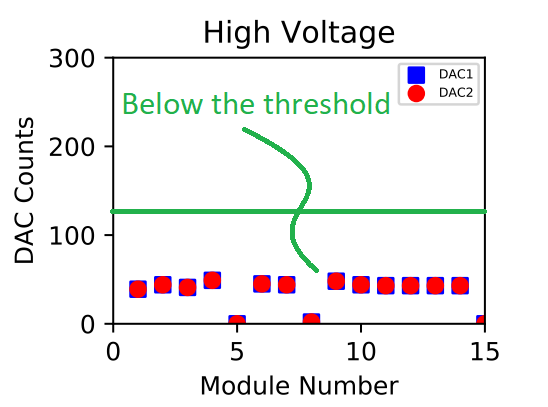 High Voltage
300
DAC1
DAC2
Below the threshold
200
DAC Counts
100
0
0 5 10 15
Module Number